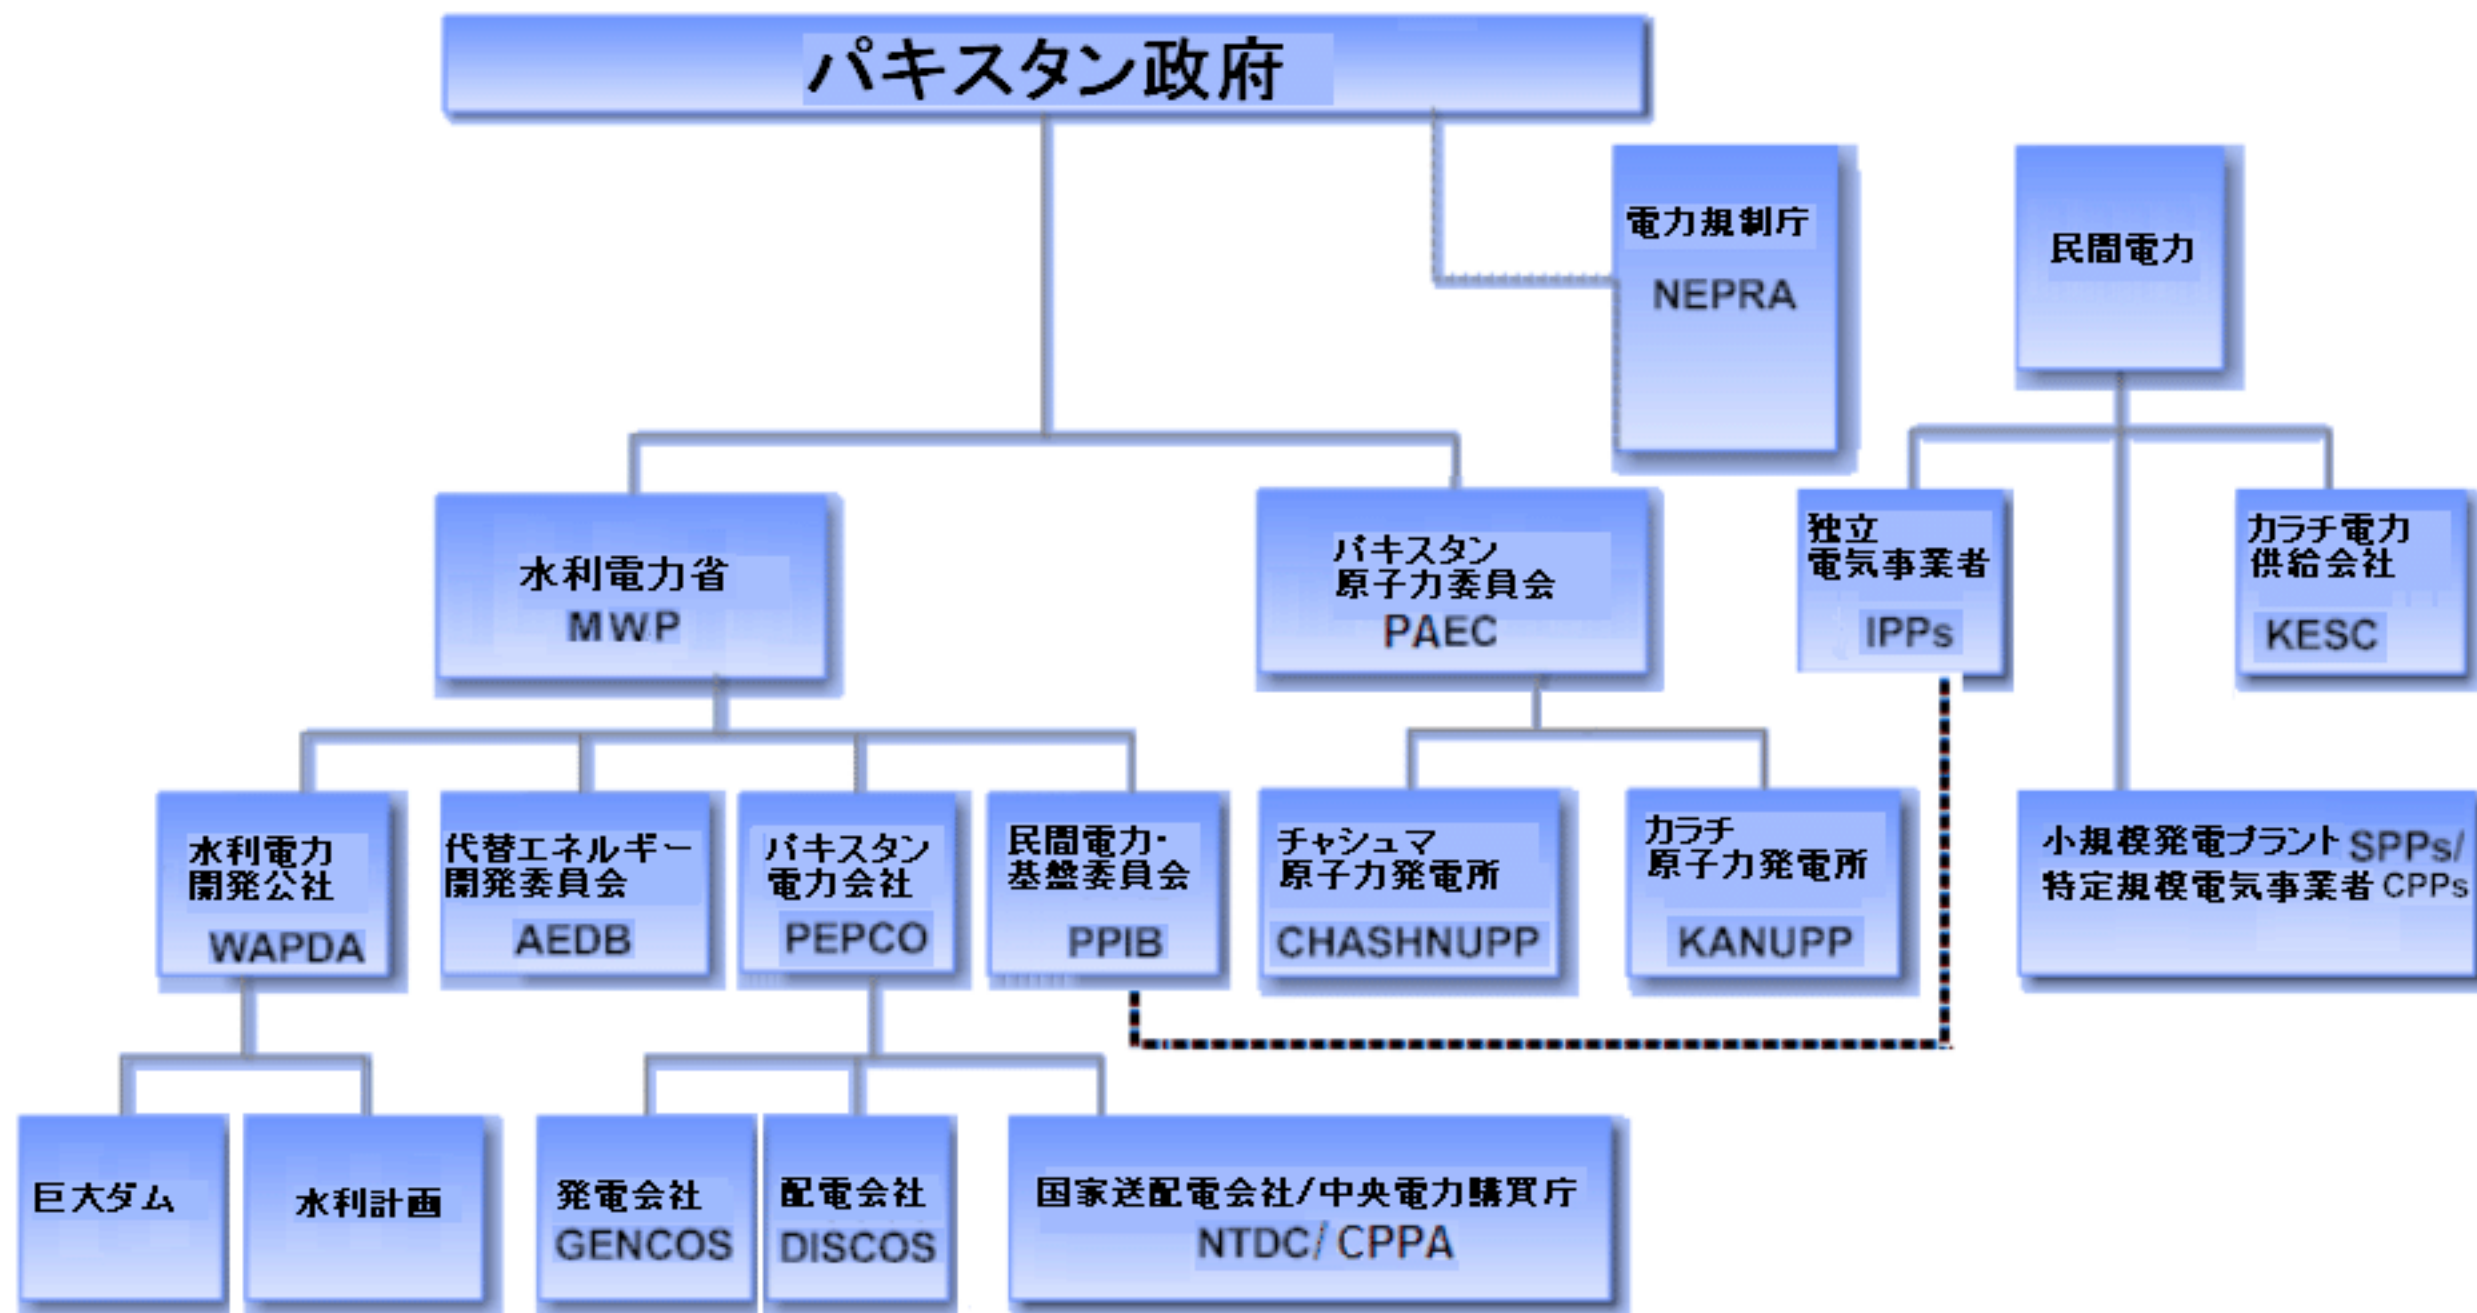 パキスタン政府
電力規制庁
NEPRA
民間電力
水利電力省
MWP
パキスタン
原子力委員会
PAEC
独立
電気事業者
IPPs
カラチ電力
供給会社
KESC
水利電力
開発公社
WAPDA
代替エネルギー
開発委員会
AEDB
パキスタン
電力会社
PEPCO
民間電力・
基盤委員会
PPIB
チャシュマ
原子力発電所
CHASHNUPP
カラチ
原子力発電所
KANUPP
小規模発電プラント SPPs/
特定規模電気事業者 CPPs
巨大ダム
水利計画
発電会社
GENCOS
配電会社
DISCOS
国家送配電会社/中央電力購買庁
NTDC/ CPPA